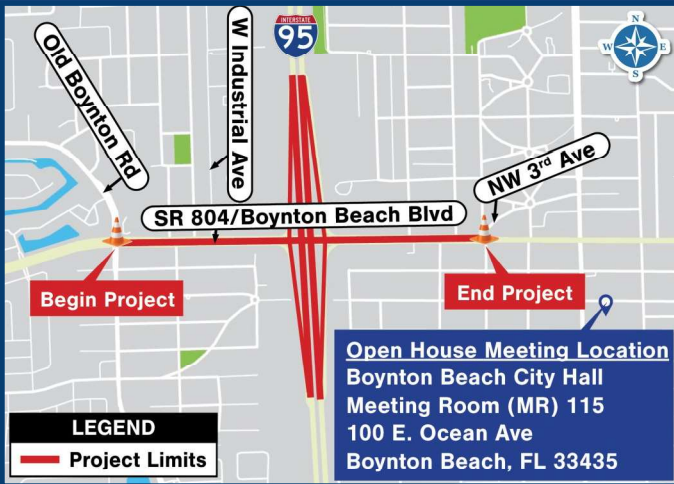 INTERSTATE
95
N
W E
S
Old Boynton Rd
W Industrial Ave
NW 3rd Ave
SR 804/Boynton Beach Blvd
Begin Project
End Project
Open House Meeting Location
Boynton Beach City Hall
Meeting Room (MR) 115
100 E. Ocean Ave
Boynton Beach, FL 33435
LEGEND
Project Limits